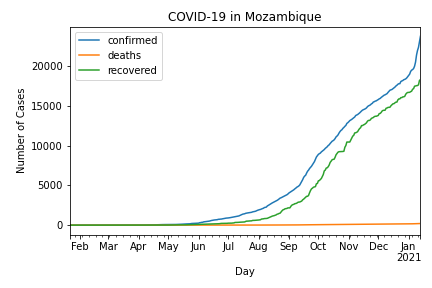 COVID-19 in Mozambique
confirmed
deaths
recovered
Number of Cases
20000
15000
10000
5000
0
Feb Mar Apr May Jun Jul Aug Sep Oct Nov Dec Jan
2021
Day